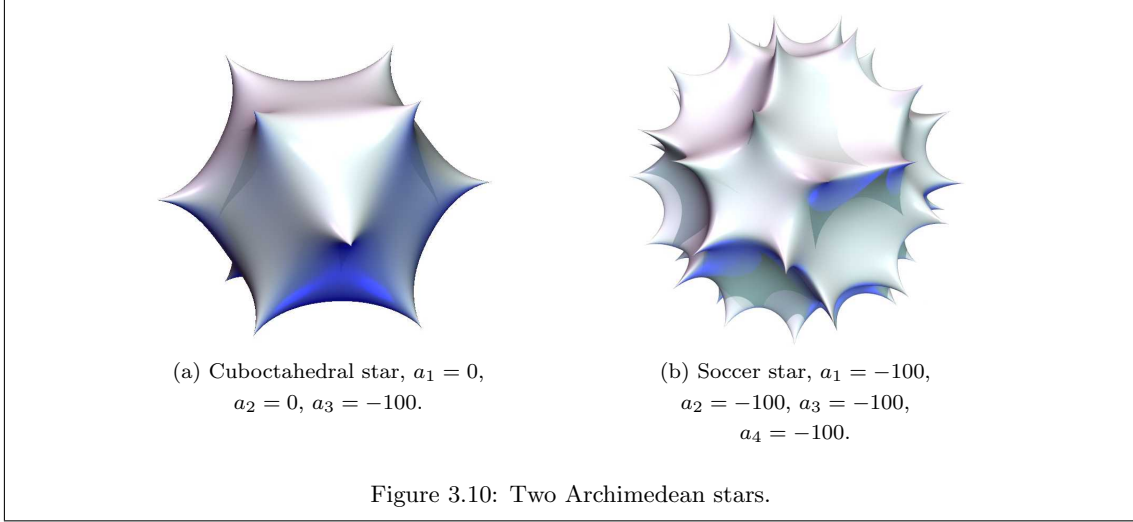 (a) Cuboctahedral star, a₁ = 0,
a₂ = 0, a₃ = −100.
(b) Soccer star, a₁ = −100,
a₂ = −100, a₃ = −100,
a₄ = −100.
Figure 3.10: Two Archimedean stars.